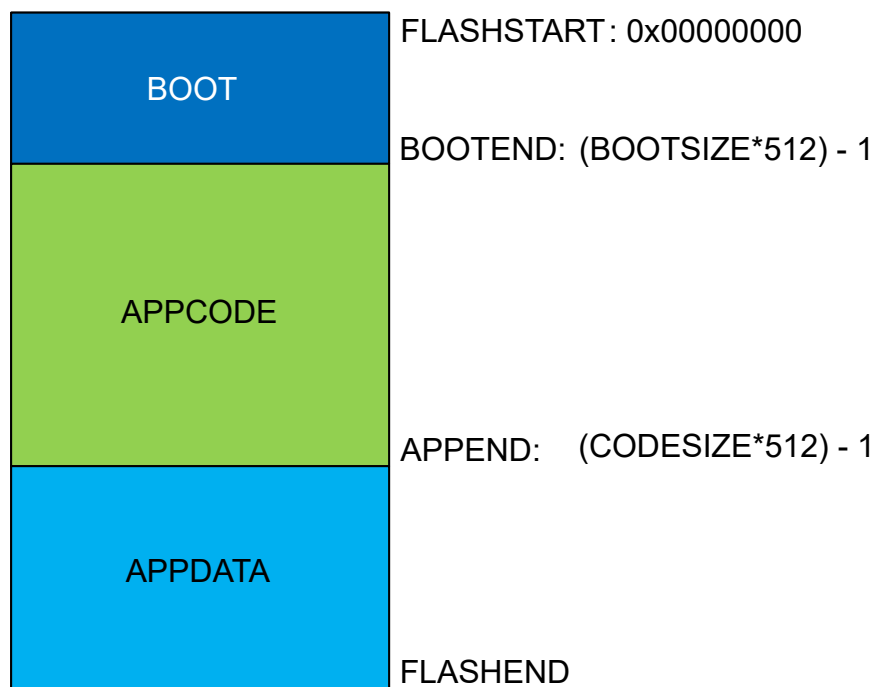 FLASHSTART: 0x00000000
BOOT
BOOTEND: (BOOTSIZE*512) - 1
APPCODE
APPEND: (CODESIZE*512) - 1
APPDATA
FLASHEND